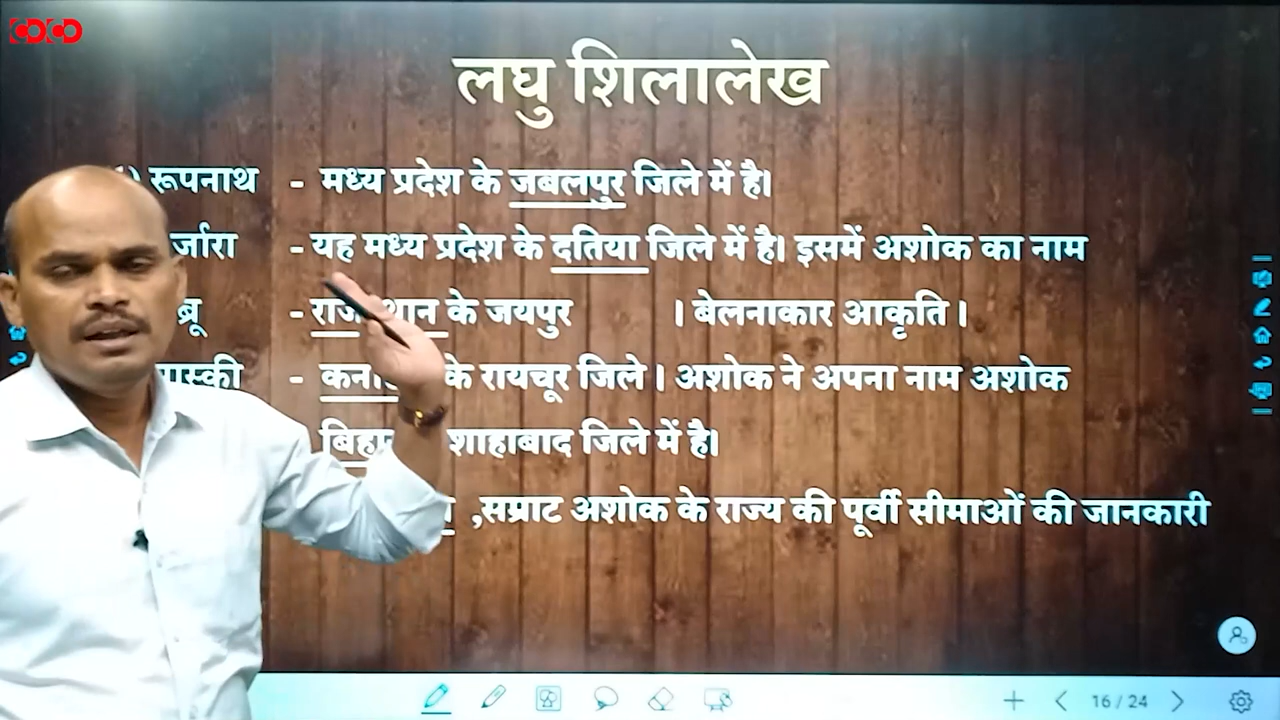 लघु शिलालेख
रूपनाथ - मध्य प्रदेश के जबलपुर जिले में है।
र्जारा - यह मध्य प्रदेश के दतिया जिले में है। इसमें अशोक का नाम
ब्रू - के जयपुर । बेलनाकार आकृति ।
मास्की - के रायचूर जिले । अशोक ने अपना नाम अशोक
शाहाबाद जिले में है।
,सम्राट अशोक के राज्य की पूर्वी सीमाओं की जानकारी
16 / 24